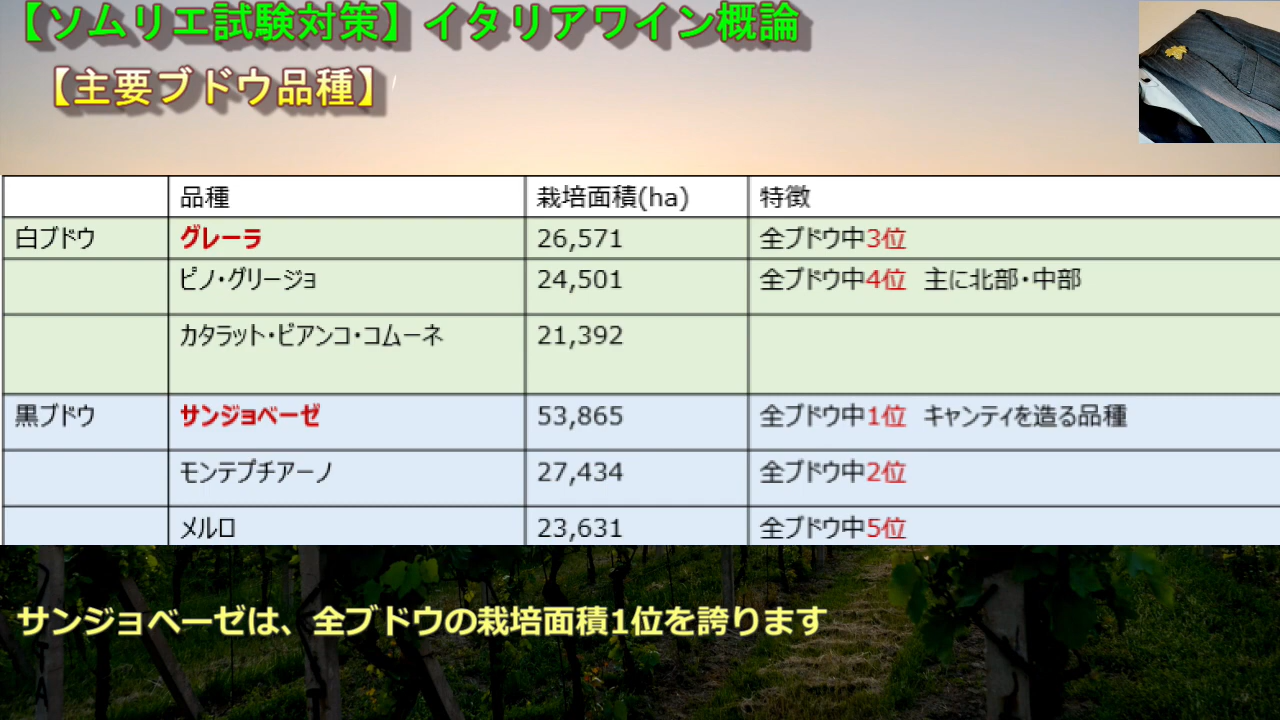 【ソムリエ試験対策】イタリアワイン概論
【主要ブドウ品種】
品種 栽培面積(ha) 特徴
白ブドウ グレーラ 26,571 全ブドウ中3位
ピノ・グリージョ 24,501 全ブドウ中4位 主に北部・中部
カタラット・ビアンコ・コムーネ 21,392
黒ブドウ サンジョベーゼ 53,865 全ブドウ中1位 キャンティを造る品種
モンテプチアーノ 27,434 全ブドウ中2位
メルロ 23,631 全ブドウ中5位
サンジョベーゼは、全ブドウの栽培面積1位を誇ります